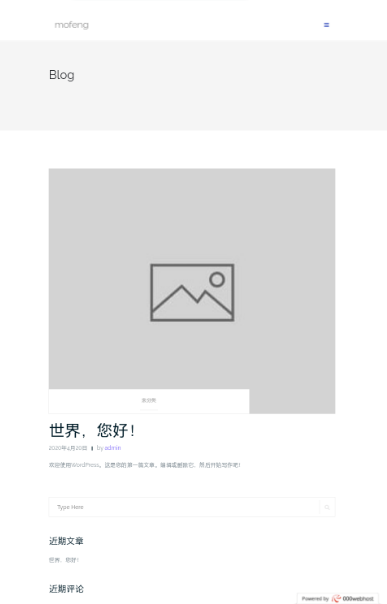 mofeng
Blog
未分类
世界，您好！
2020年4月20日 by admin
欢迎使用WordPress。这是您的第一篇文章。编辑或删除它，然后开始写作吧！
Type Here
近期文章
世界，您好！
近期评论
Powered by 000webhost